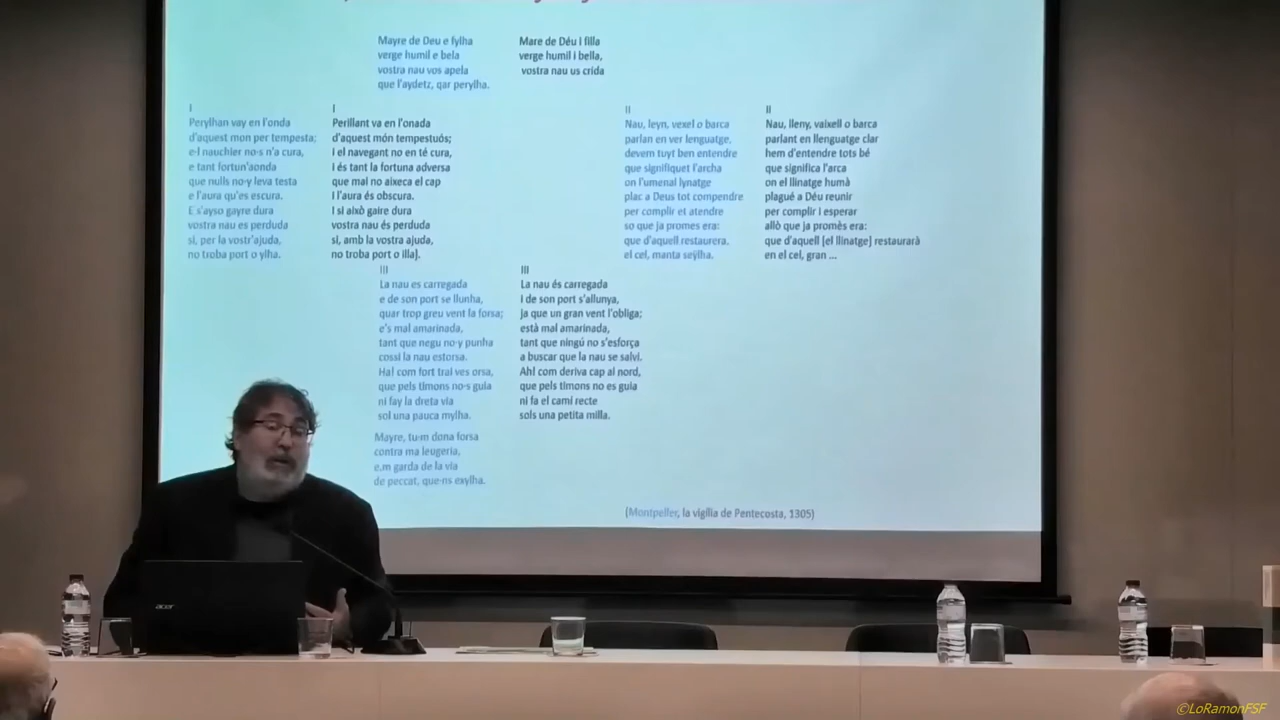 Mayre de Deu e fylha
verge humil e bela
vostra nau vos apela
que l'aydetz, qar perylha.
Mare de Déu i filla
verge humil i bella,
vostra nau us crida
I
Perylhan vay en l'onda
d'aquest mon per tempesta;
e·l nauchier no·s n'a cura,
e tant fortun'aonda
que nulls no·y leva testa
e l'aura qu'es escura.
E s'ayso gayre dura
vostra nau es perduda
si, per la vostr'ajuda,
no troba port o ylha.
I
Perillant va en l'onada
d'aquest món tempestuós;
i el navegant no en té cura,
i és tant la fortuna adversa
que mal no aixeca el cap
i l'aura és obscura.
I si això gaire dura
vostra nau és perduda
si, amb la vostra ajuda,
no troba port o illa].
II
Nau, leyn, vexel o barca
parlan en ver lenguatge,
devem tuyt ben entendre
que signifiquet l'archa
on l'umenal lynatge
plac a Deus tot compendre
per complir et atendre
so que ja promes era:
que d'aquell restaurera,
el cel, manta seylha.
II
Nau, lleny, vaixell o barca
parlant en llenguatge clar
hem d'entendre tots bé
que significa l'arca
on el llinatge humà
plagué a Déu reunir
per complir i esperar
allò que ja promès era:
que d'aquell [el llinatge] restaurarà
en el cel, gran ...
III
La nau es carregada
e de son port se llunha,
quar trop greu vent la forsa;
e's mal amarinada,
tant que negu no·y punha
cossi la nau estorsa.
Ha! com fort tral ves orsa,
que pels timons no·s guia
ni fay la dreta via
sol una pauca mylha.
III
La nau és carregada
i de son port s'allunya,
ja que un gran vent l'obliga;
està mal amarinada,
tant que ningú no s'esforça
a buscar que la nau se salvi.
Ah! com deriva cap al nord,
que pels timons no es guia
ni fa el camí recte
sols una petita milla.
Mayre, tu·m dona forsa
contra ma leugeria,
e.m garda de la via
de peccat, que·ns exylha.
(Montpeller, la vigília de Pentecosta, 1305)
acer
©LoRamonFSF